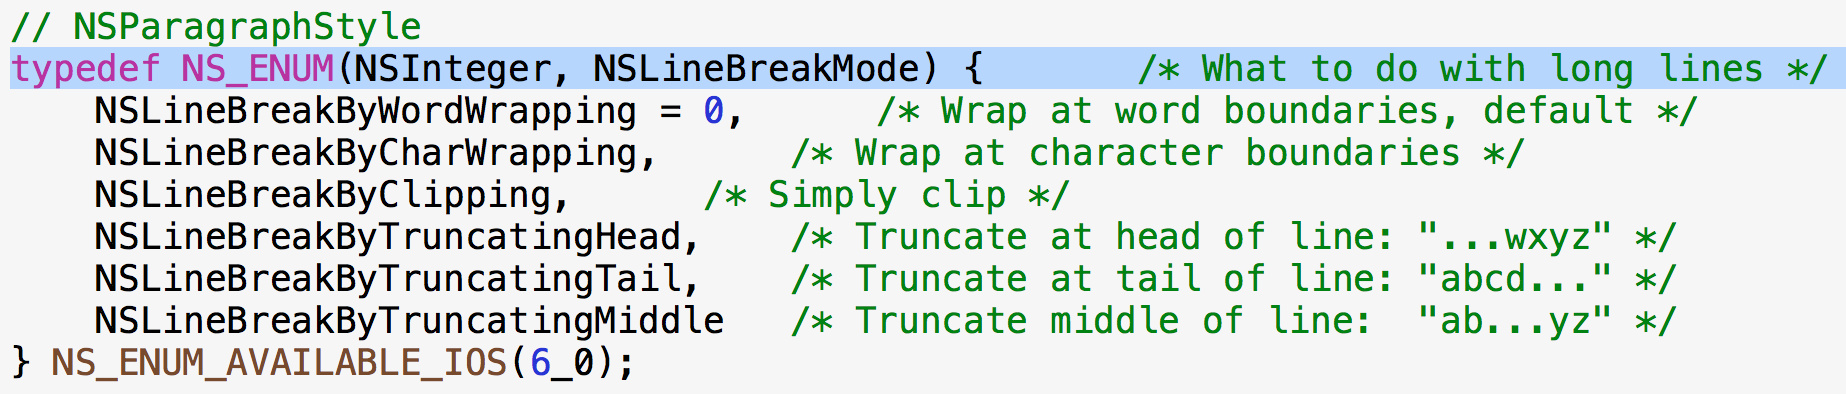 // NSParagraphStyle
typedef NS_ENUM(NSInteger, NSLineBreakMode) {       /* What to do with long lines */
    NSLineBreakByWordWrapping = 0,      /* Wrap at word boundaries, default */
    NSLineBreakByCharWrapping,      /* Wrap at character boundaries */
    NSLineBreakByClipping,      /* Simply clip */
    NSLineBreakByTruncatingHead,    /* Truncate at head of line: "...wxyz" */
    NSLineBreakByTruncatingTail,    /* Truncate at tail of line: "abcd..." */
    NSLineBreakByTruncatingMiddle   /* Truncate middle of line:  "ab...yz" */
} NS_ENUM_AVAILABLE_IOS(6_0);